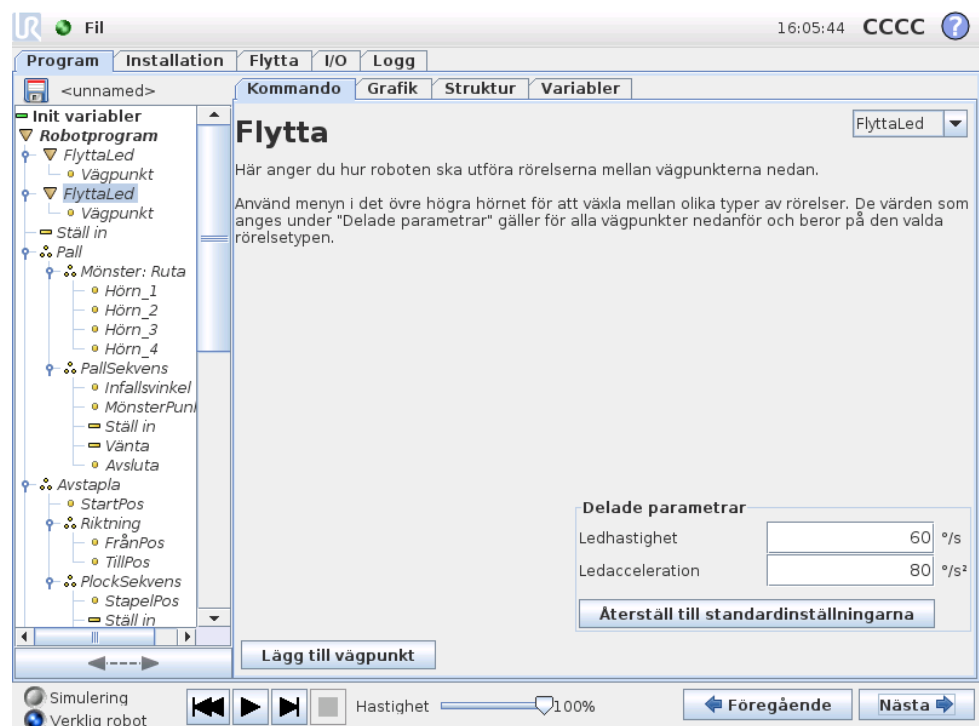 UR Fil 16:05:44 CCCC ?
Program Installation Flytta I/O Logg
<unnamed>
Kommando Grafik Struktur Variabler
Init variabler
Robotprogram
FlyttaLed
Vägpunkt
FlyttaLed
Vägpunkt
Ställ in
Pall
Mönster: Ruta
Hörn_1
Hörn_2
Hörn_3
Hörn_4
PallSekvens
Infallsvinkel
MönsterPun
Ställ in
Vänta
Avsluta
Avstapla
StartPos
Riktning
FrånPos
TillPos
PlockSekvens
StapelPos
Ställ in
Flytta
FlyttaLed
Här anger du hur roboten ska utföra rörelserna mellan vägpunkterna nedan.
Använd menyn i det övre högra hörnet för att växla mellan olika typer av rörelser. De värden som
anges under "Delade parametrar" gäller för alla vägpunkter nedanför och beror på den valda
rörelsetypen.
Delade parametrar
Ledhastighet 60 °/s
Ledacceleration 80 °/s²
Återställ till standardinställningarna
Lägg till vägpunkt
Simulering
Verklig robot
Hastighet 100%
Föregående
Nästa